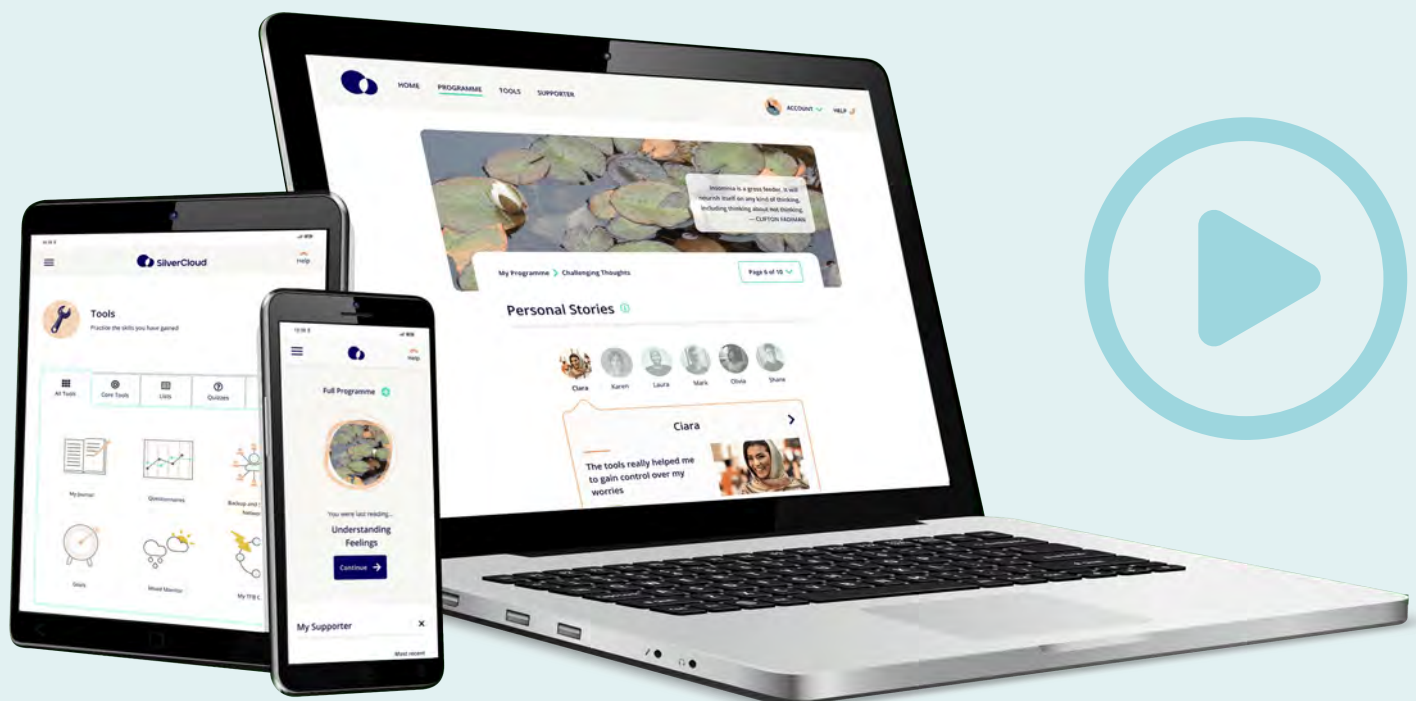 HOME PROGRAMME TOOLS SUPPORTER
ACCOUNT HELP
Insomnia is a gross feeder. It will
nourish itself on any kind of thinking,
including thinking about not thinking.
— CLIFTON FADIMAN
My Programme > Challenging Thoughts
Page 6 of 10
Personal Stories
Ciara Karen Laura Mark Olivia Shane
Ciara
The tools really helped me
to gain control over my
worries
SilverCloud
Help
Tools
Practise the skills you have gained
All Tools Core Tools Lists Quizzes
My Journal Questionnaires Backup and
Goals Mood Monitor My TFB
Help
Full Programme
You were last reading...
Understanding
Feelings
Continue →
My Supporter ×
Most recent